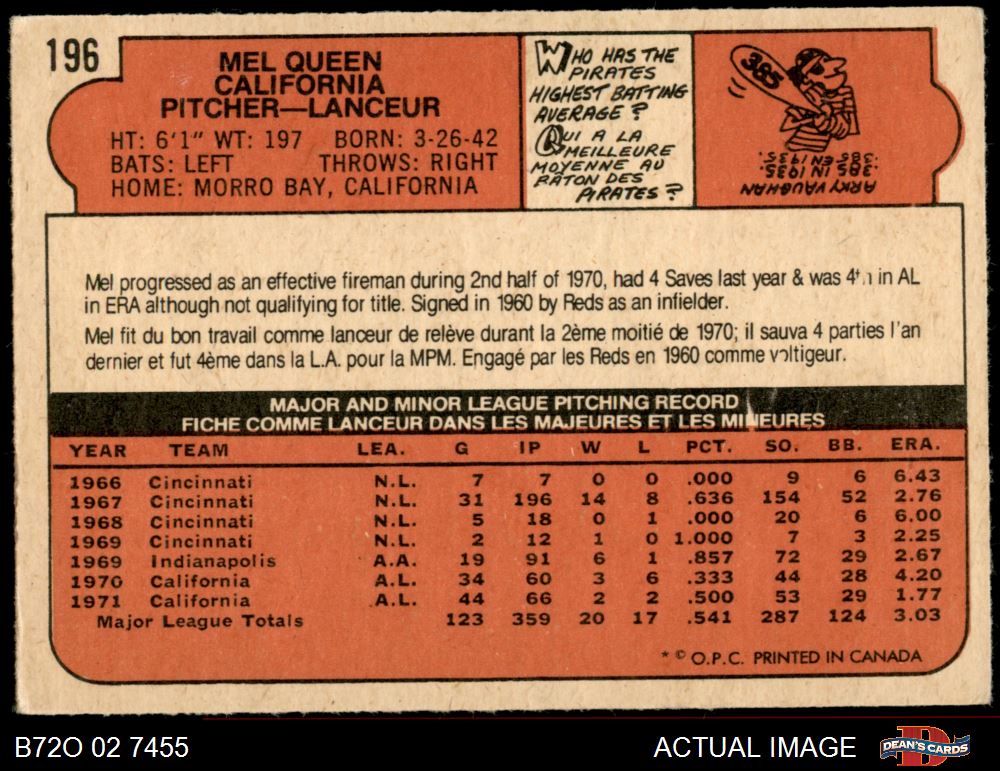 196
MEL QUEEN
CALIFORNIA
PITCHER—LANCEUR
HT: 6'1" WT: 197 BORN: 3-26-42
BATS: LEFT THROWS: RIGHT
HOME: MORRO BAY, CALIFORNIA
WHO HAS THE
PIRATES
HIGHEST BATTING
AVERAGE?
QUI A LA
MEILLEURE
MOYENNE AU
BATON DES
PIRATES?
385
ARKY VAUGHAN
.385 IN 1935.
.385 EN 1935.
Mel progressed as an effective fireman during 2nd half of 1970, had 4 Saves last year & was 4th in AL
in ERA although not qualifying for title. Signed in 1960 by Reds as an infielder.
Mel fit du bon travail comme lanceur de relève durant la 2ème moitié de 1970; il sauva 4 parties l'an
dernier et fut 4ème dans la L.A. pour la MPM. Engagé par les Reds en 1960 comme voltigeur.
MAJOR AND MINOR LEAGUE PITCHING RECORD
FICHE COMME LANCEUR DANS LES MAJEURES ET LES MINEURES
YEAR TEAM LEA. G IP W L PCT. SO. BB. ERA.
1966 Cincinnati N.L. 7 7 0 0 .000 9 6 6.43
1967 Cincinnati N.L. 31 196 14 8 .636 154 52 2.76
1968 Cincinnati N.L. 5 18 0 1 .000 20 6 6.00
1969 Cincinnati N.L. 2 12 1 0 1.000 7 3 2.25
1969 Indianapolis A.A. 19 91 6 1 .857 72 29 2.67
1970 California A.L. 34 60 3 6 .333 44 28 4.20
1971 California A.L. 44 66 2 2 .500 53 29 1.77
Major League Totals 123 359 20 17 .541 287 124 3.03
* © O.P.C. PRINTED IN CANADA
B72O 02 7455
ACTUAL IMAGE
DEAN'S CARDS